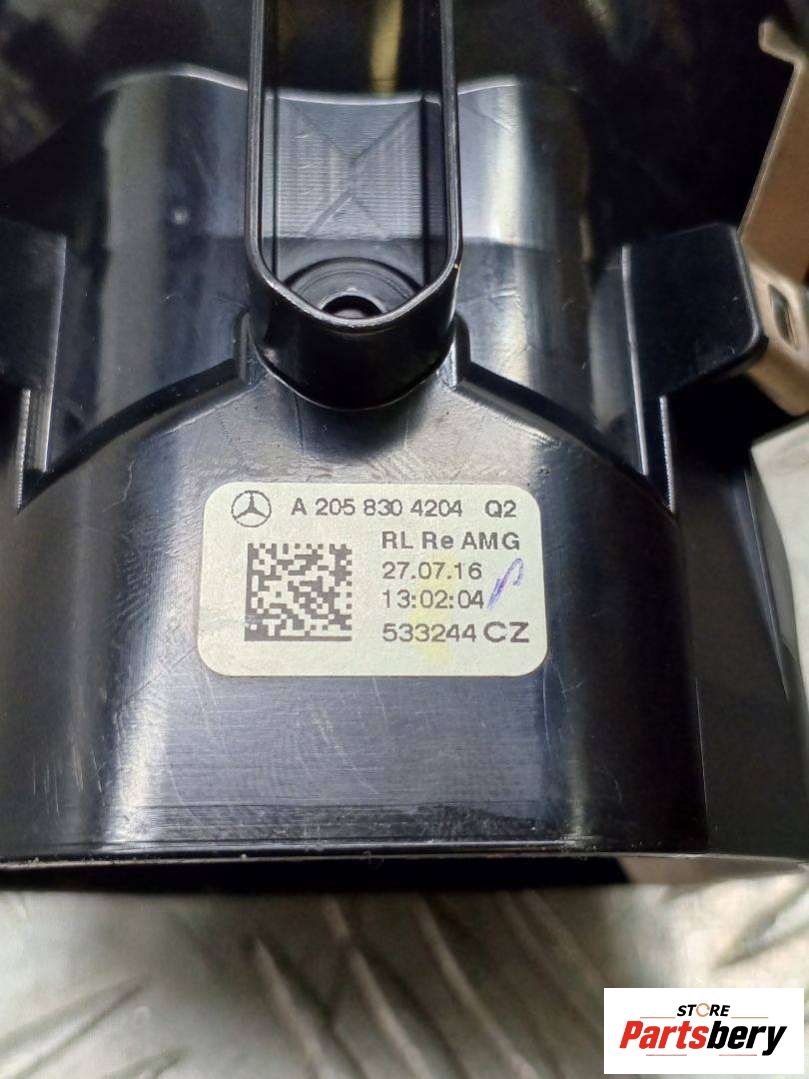 A 205 830 4204 Q2
RL Re AMG
27.07.16
13:02:04
533244 CZ
STORE
Partsbery